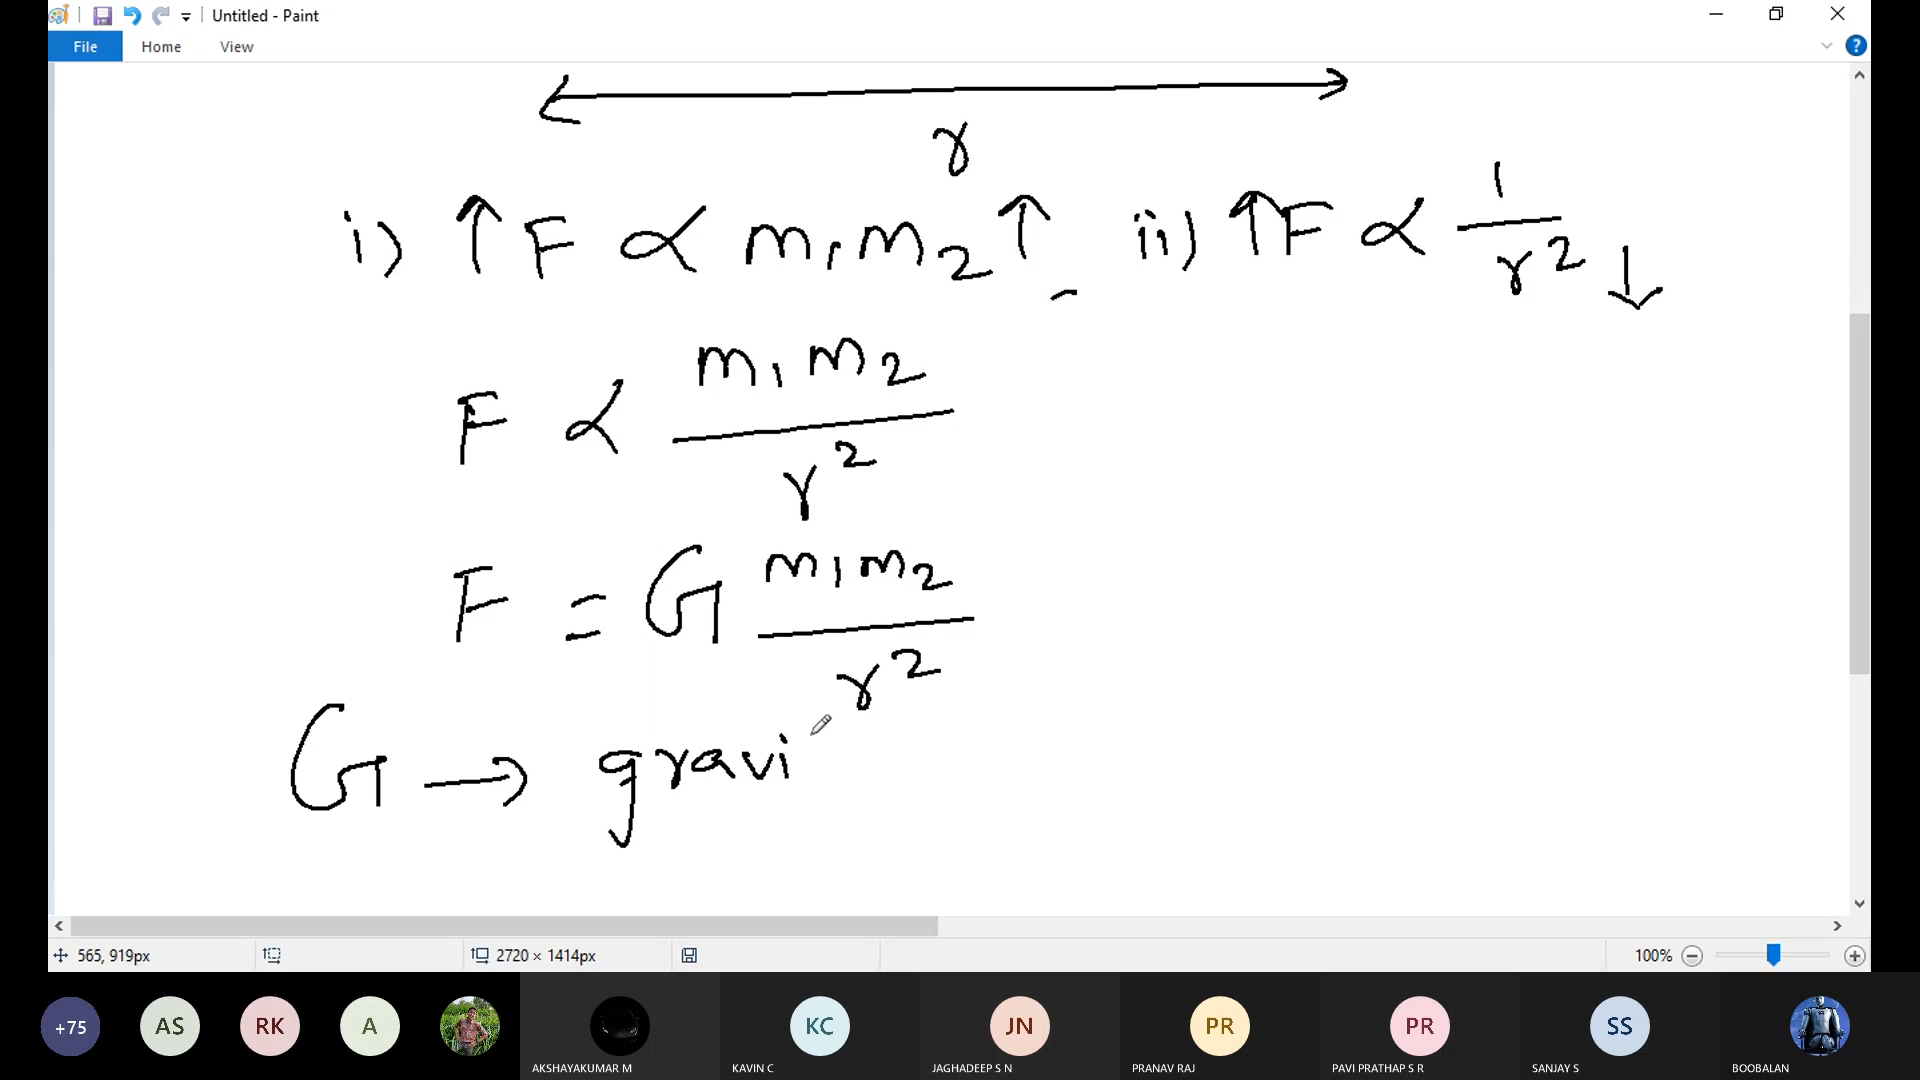 Untitled - Paint
File Home View
r
i) ↑ F ∝ m1m2 ↑ ii) ↑F ∝ 1/r² ↓
F ∝ m1m2/r²
F = G m1m2/r²
G → gravi
565, 919px 2720 × 1414px 100%
+75 AS RK A KC JN PR PR SS
AKSHAYAKUMAR M KAVIN C JAGHADEEP S N PRANAV RAJ PAVI PRATHAP S R SANJAY S BOOBALAN